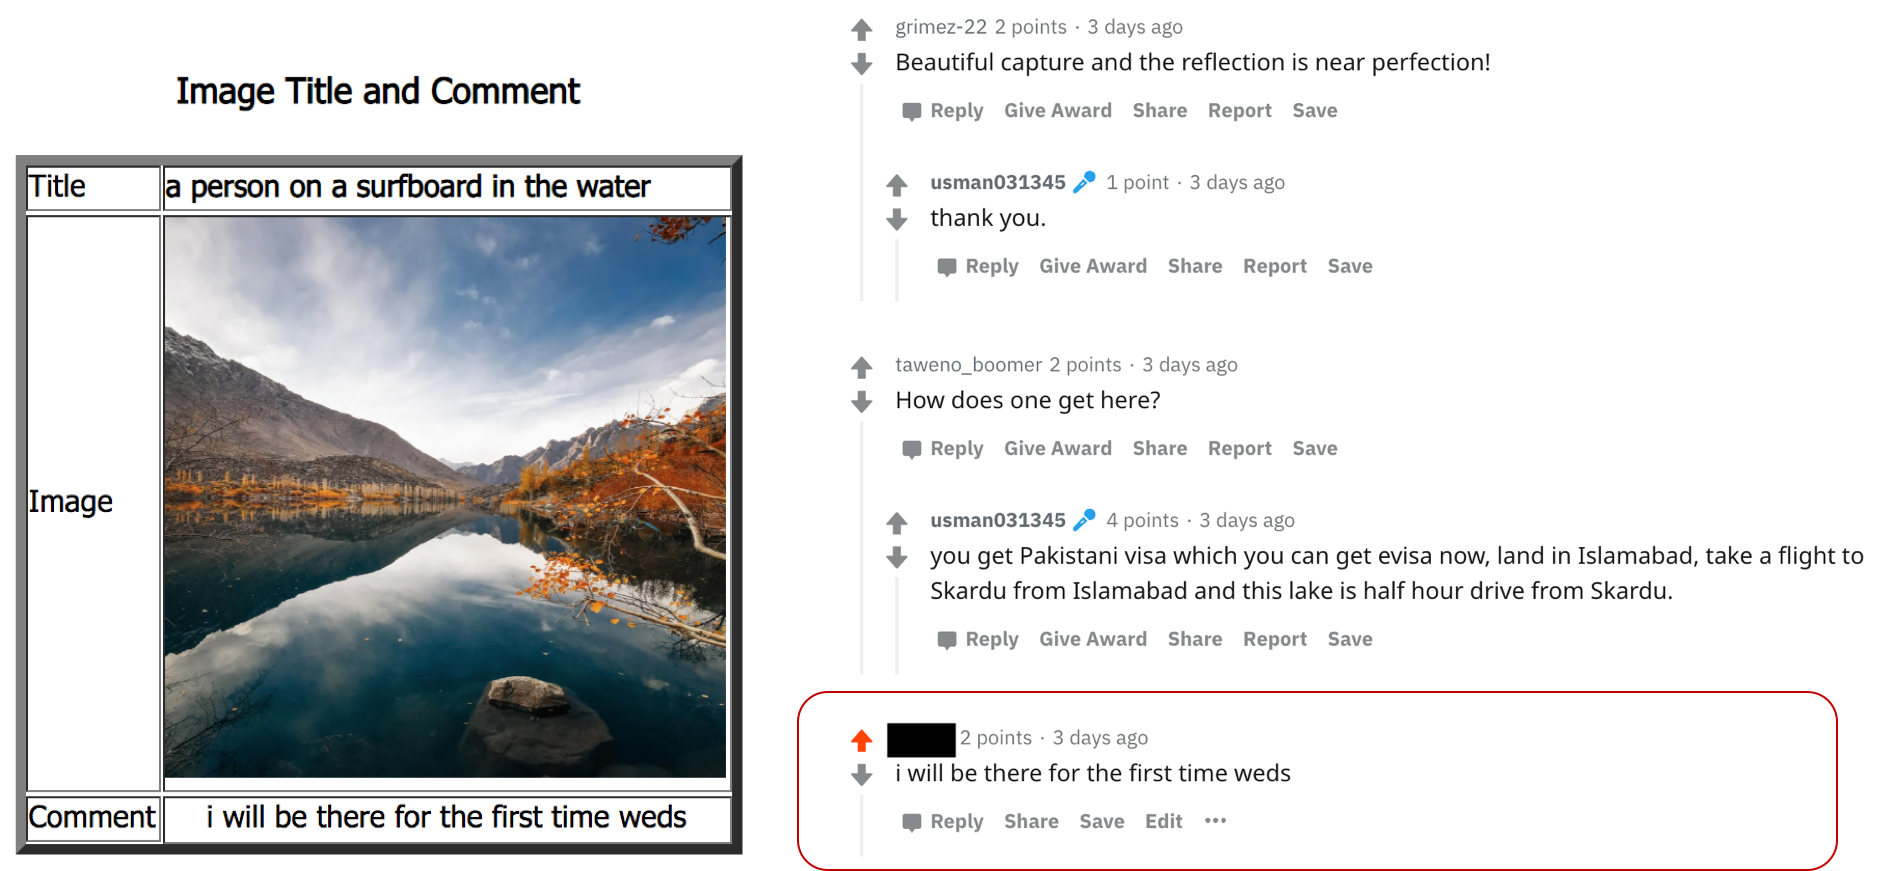 Image Title and Comment
Title a person on a surfboard in the water
Image
Comment i will be there for the first time weds
grimez-22 2 points · 3 days ago
Beautiful capture and the reflection is near perfection!
Reply Give Award Share Report Save
usman031345 1 point · 3 days ago
thank you.
Reply Give Award Share Report Save
taweno_boomer 2 points · 3 days ago
How does one get here?
Reply Give Award Share Report Save
usman031345 4 points · 3 days ago
you get Pakistani visa which you can get evisa now, land in Islamabad, take a flight to
Skardu from Islamabad and this lake is half hour drive from Skardu.
Reply Give Award Share Report Save
2 points · 3 days ago
i will be there for the first time weds
Reply Share Save Edit •••